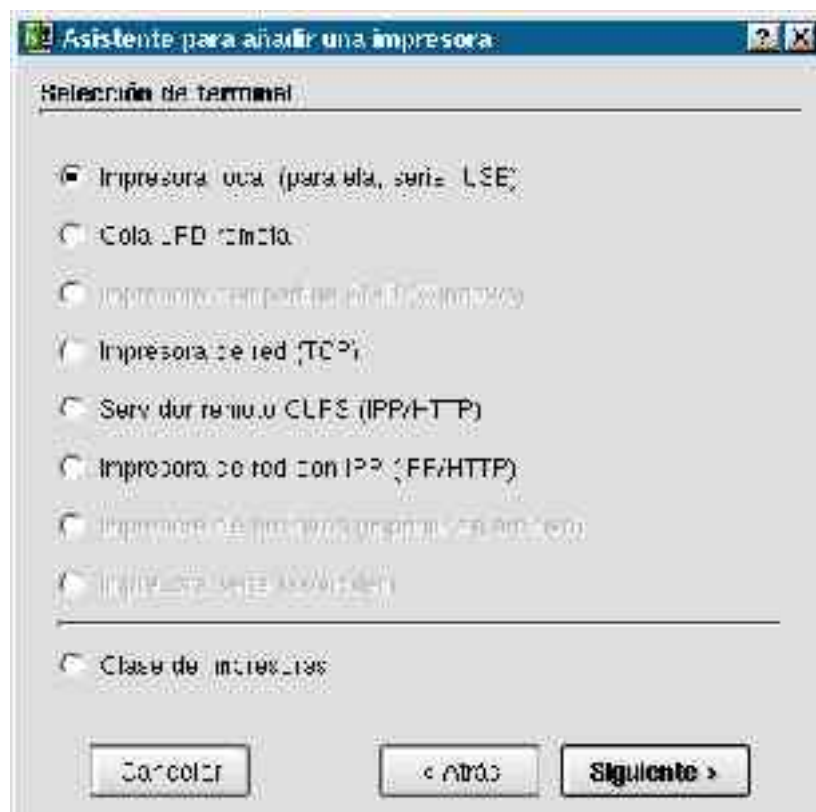 Asistente para añadir una impresora
Selección de terminal
Impresora local (paralela, serie, USB)
Cola LPD remota
Impresora de red (TCP)
Servidor remoto CUPS (IPP/HTTP)
Impresora de red con IPP (IPP/HTTP)
Clase de impresoras
Cancelar
< Atrás
Siguiente >